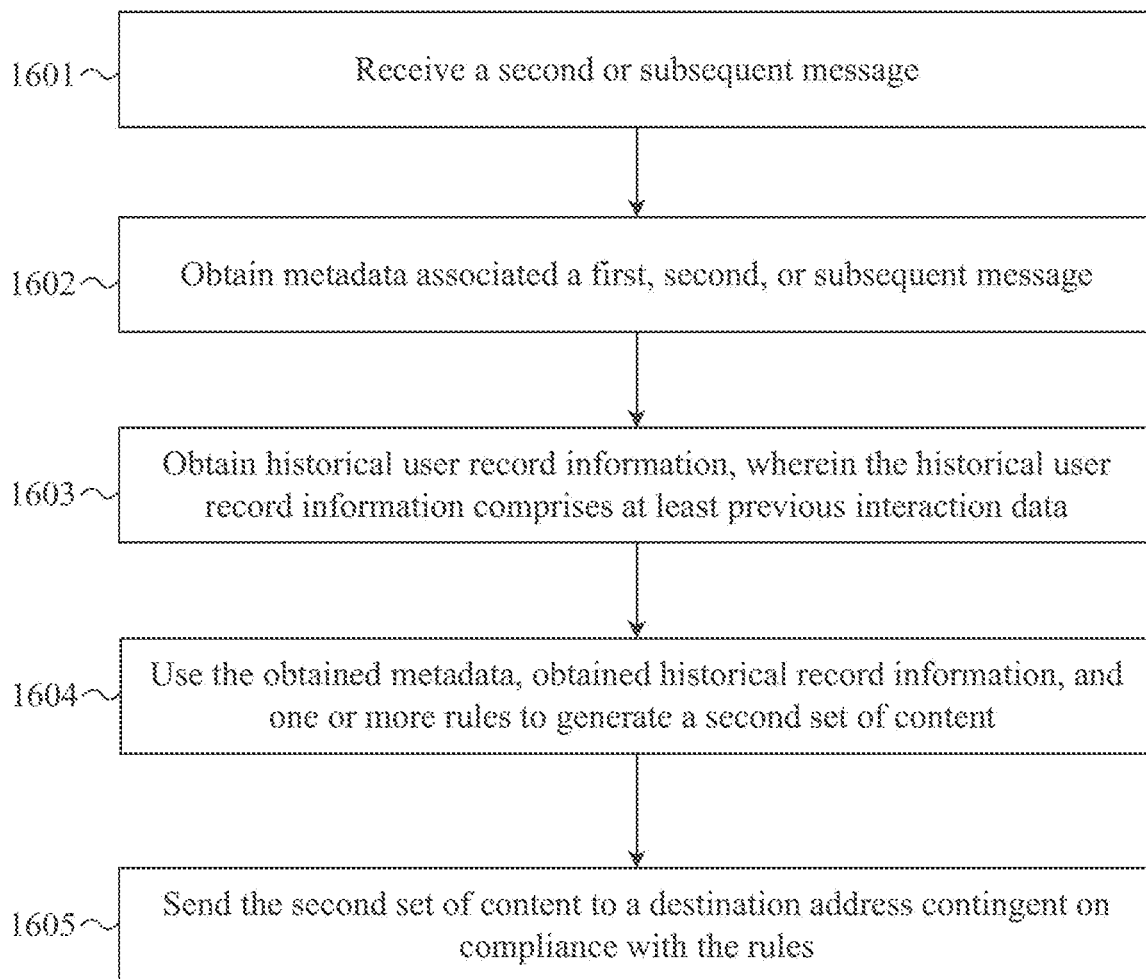 1601
Receive a second or subsequent message
1602
Obtain metadata associated a first, second, or subsequent message
1603
Obtain historical user record information, wherein the historical user
record information comprises at least previous interaction data
1604
Use the obtained metadata, obtained historical record information, and
one or more rules to generate a second set of content
1605
Send the second set of content to a destination address contingent on
compliance with the rules